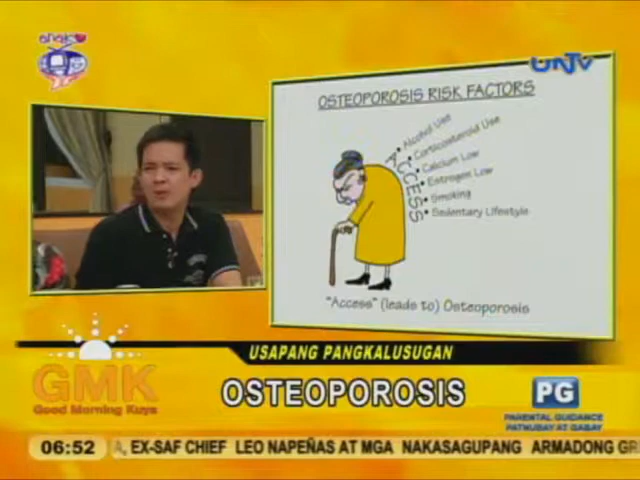 UNTV
OSTEOPOROSIS RISK FACTORS
ACCESS
• Alcohol Use
• Corticosteroid Use
• Calcium Low
• Estrogen Low
• Smoking
• Sedentary Lifestyle
"Access" (leads to) Osteoporosis
USAPANG PANGKALUSUGAN
GMK
Good Morning Kuya
OSTEOPOROSIS
PG
PARENTAL GUIDANCE
PATNUBAY AT GABAY
06:52
A, EX-SAF CHIEF LEO NAPEÑAS AT MGA NAKASAGUPANG ARMADONG GR